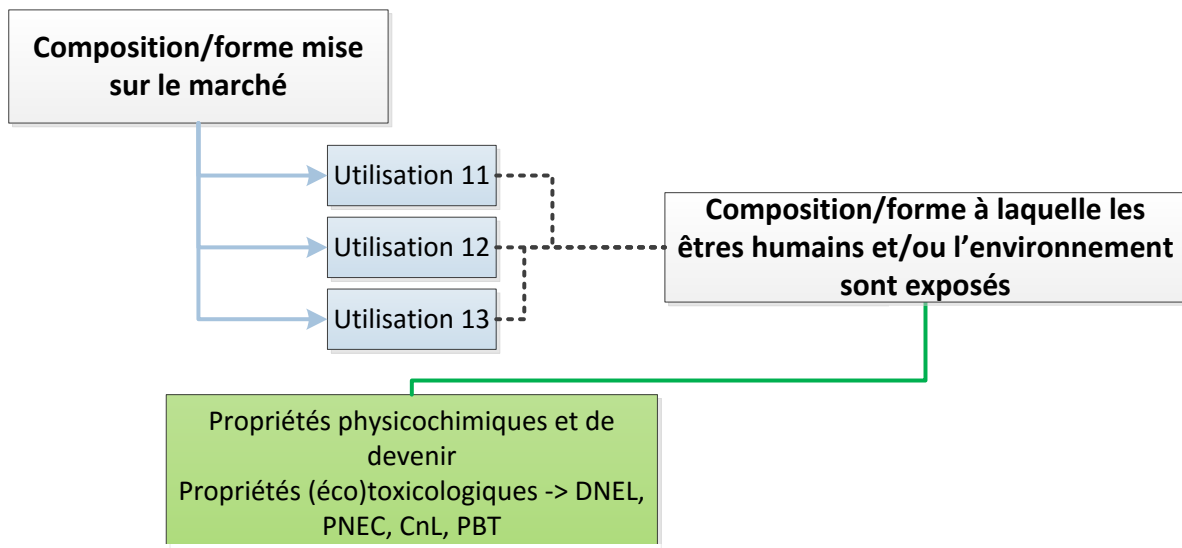 Composition/forme mise
sur le marché
Utilisation 11
Utilisation 12
Utilisation 13
Composition/forme à laquelle les
êtres humains et/ou l’environnement
sont exposés
Propriétés physicochimiques et de
devenir
Propriétés (éco)toxicologiques -> DNEL,
PNEC, CnL, PBT